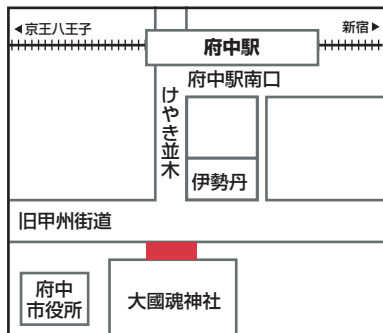 ◀京王八王子
新宿▶
府中駅
府中駅南口
けやき並木
伊勢丹
旧甲州街道
府中
市役所
大國魂神社